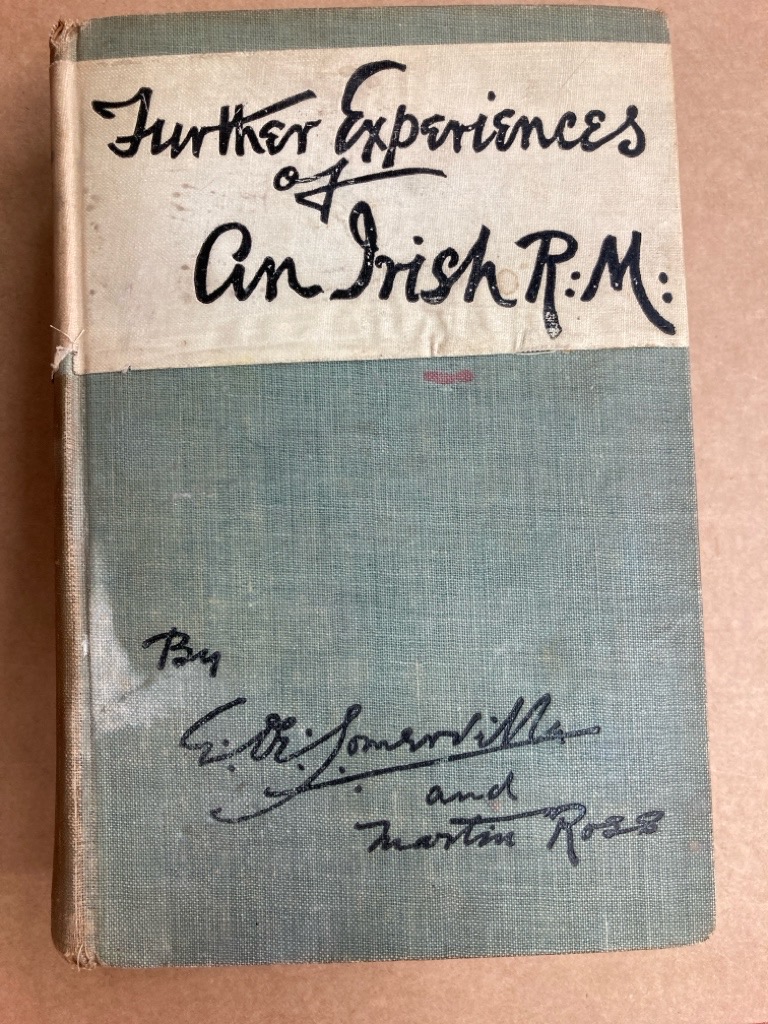 Further Experiences
of
An Irish R:M:
By
E. Œ. Somerville
and
Martin Ross